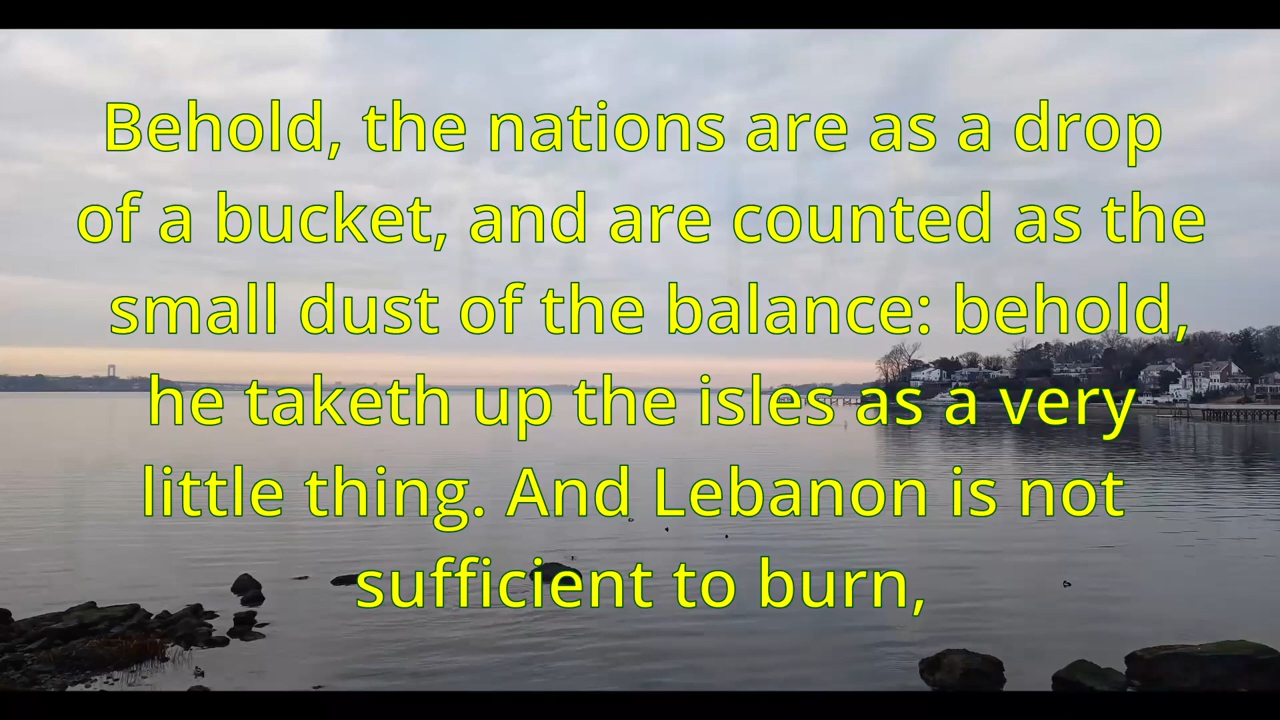 Behold, the nations are as a drop
of a bucket, and are counted as the
small dust of the balance: behold,
he taketh up the isles as a very
little thing. And Lebanon is not
sufficient to burn,